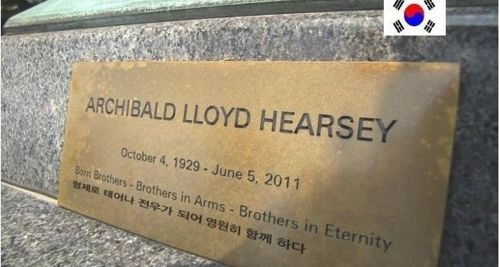 ARCHIBALD LLOYD HEARSEY
October 4, 1929 - June 5, 2011
Born Brothers - Brothers in Arms - Brothers in Eternity
형제로 태어나 전우가 되어 영원히 함께 하다